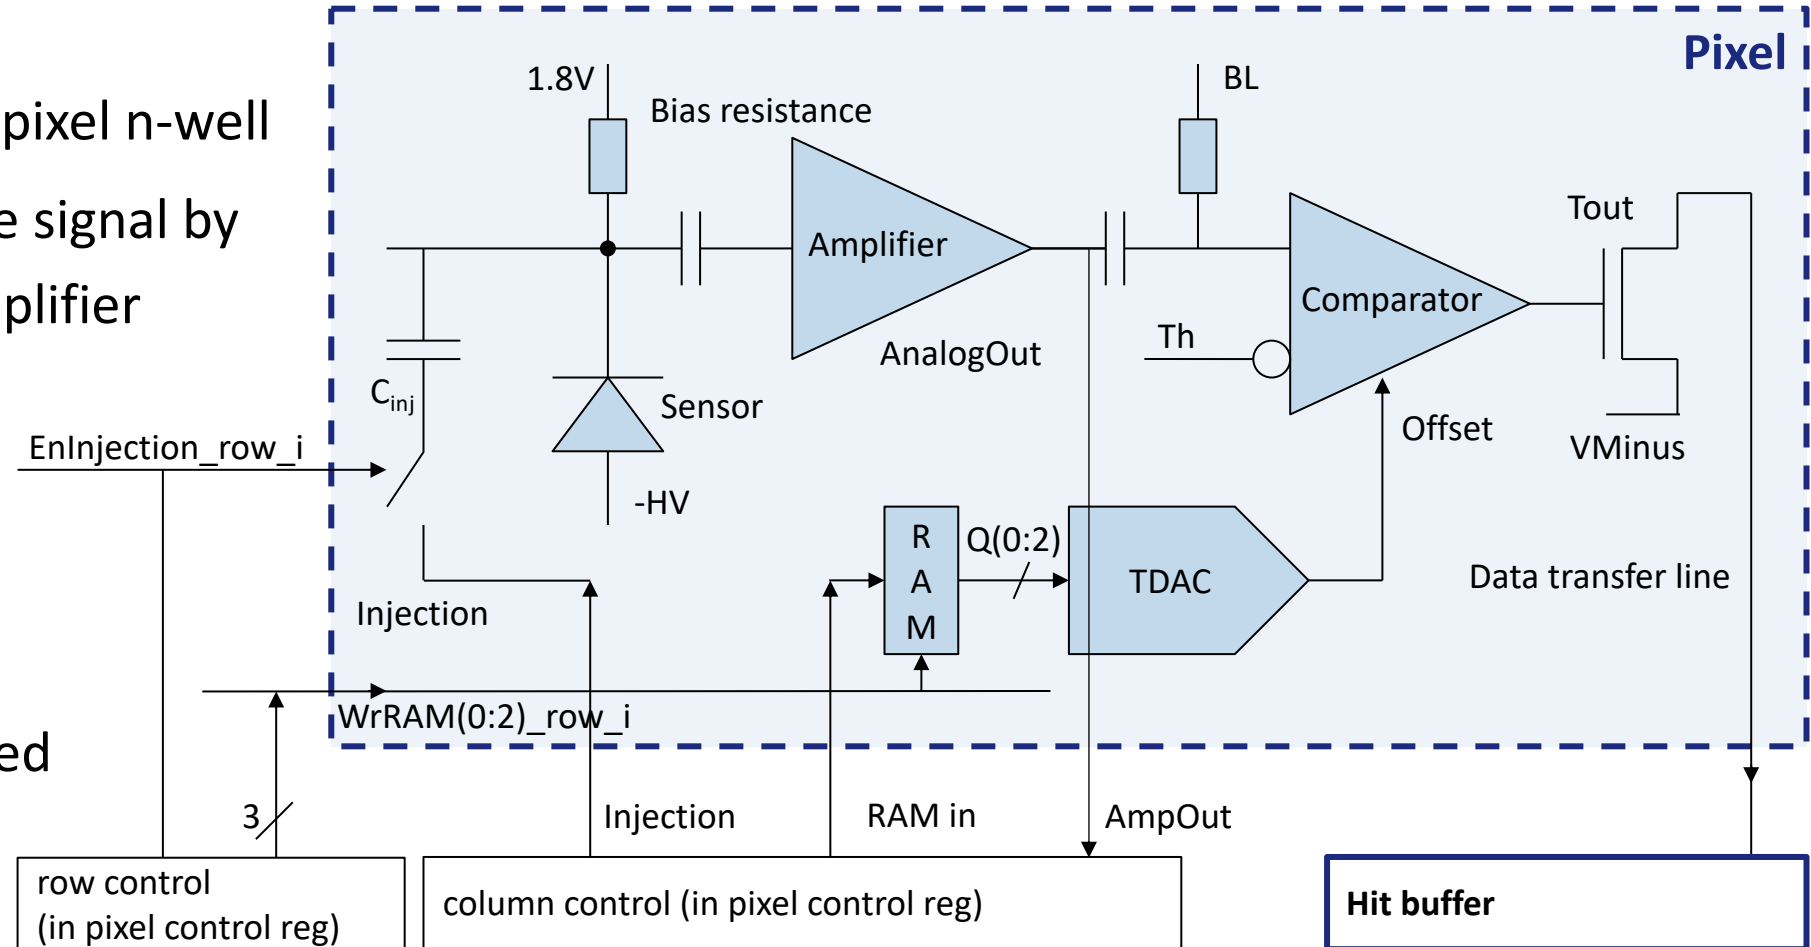 Pixel
1.8V
BL
Bias resistance
pixel n-well
e signal by
plifier
Amplifier
Tout
Comparator
Th
AnalogOut
Cinj
Sensor
Offset
EnInjection_row_i
VMinus
-HV
R
A
M
Q(0:2)
TDAC
Data transfer line
Injection
WrRAM(0:2)_row_i
ed
3
Injection
RAM in
AmpOut
row control
(in pixel control reg)
column control (in pixel control reg)
Hit buffer